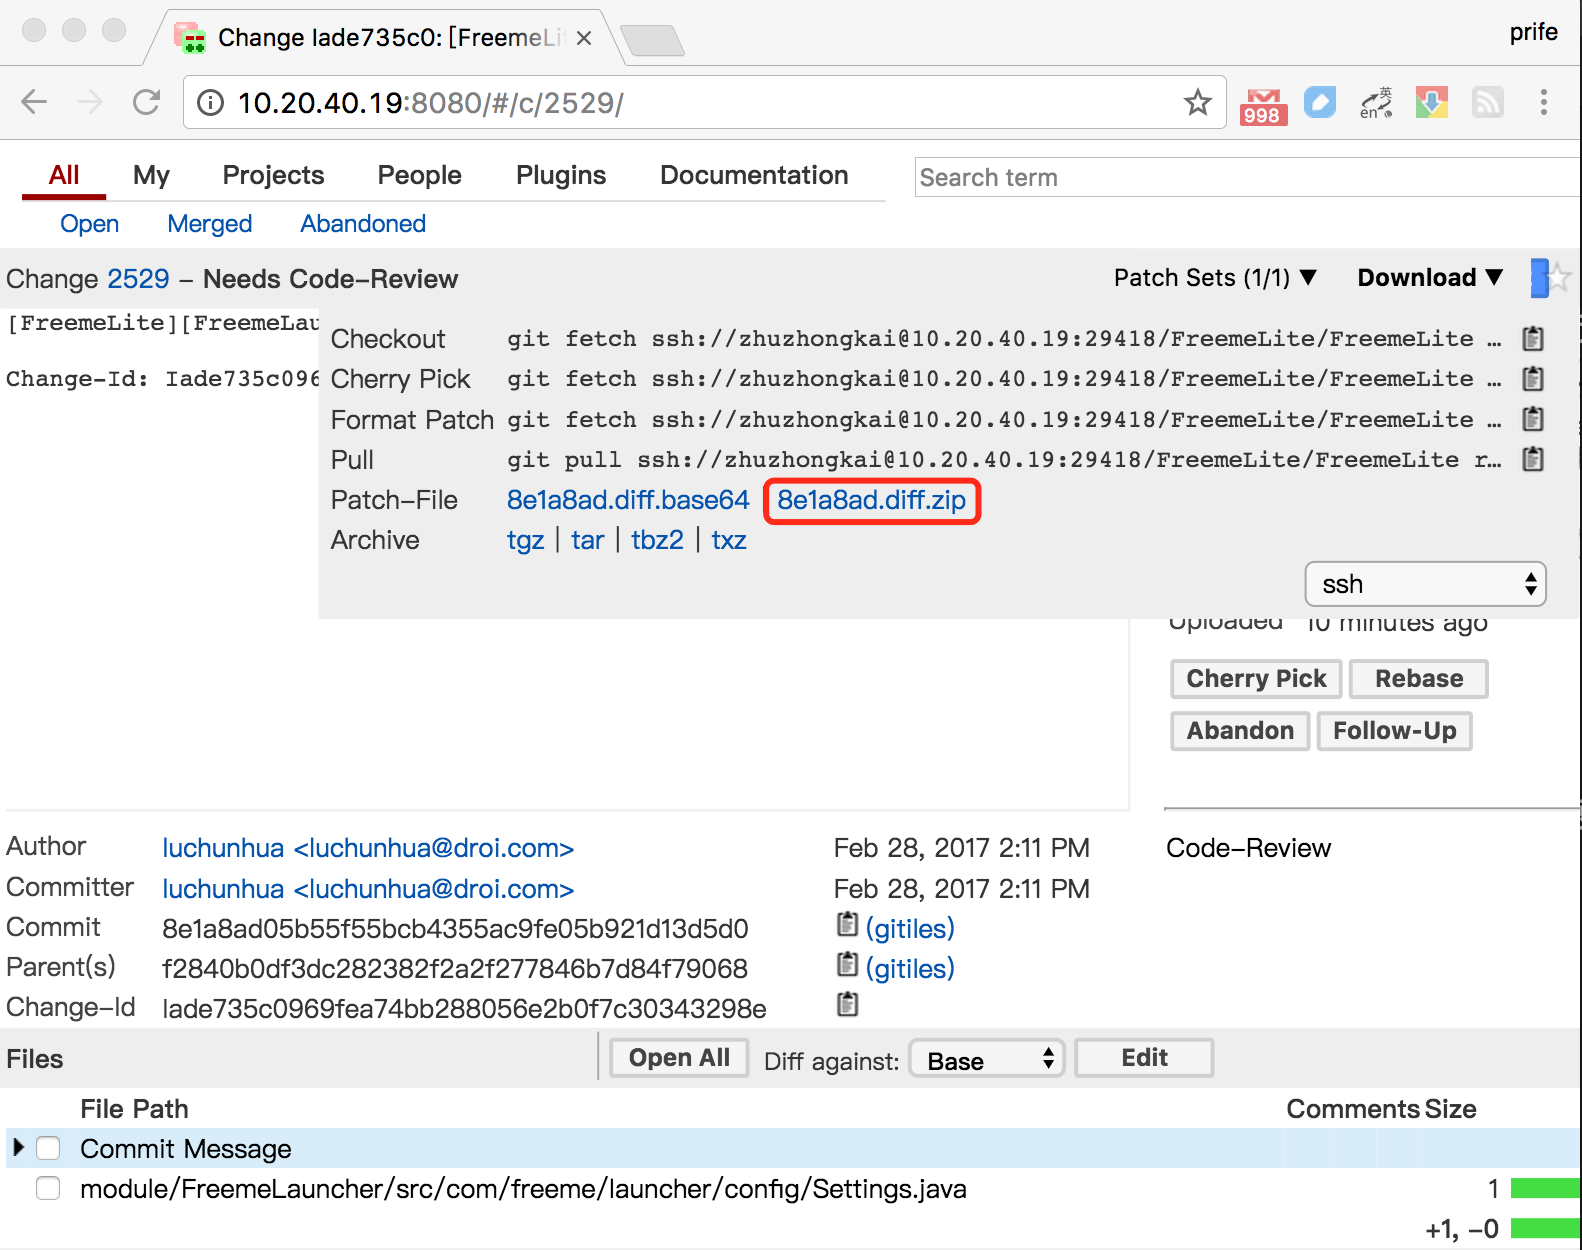 Change Iade735c0: [FreemeLi
prife
10.20.40.19:8080/#/c/2529/
998
英
en
All My Projects People Plugins Documentation Search term
Open Merged Abandoned
Change 2529 – Needs Code-Review Patch Sets (1/1) ▼ Download ▼
[FreemeLite][FreemeLau
Change-Id: Iade735c096
Checkout git fetch ssh://zhuzhongkai@10.20.40.19:29418/FreemeLite/FreemeLite …
Cherry Pick git fetch ssh://zhuzhongkai@10.20.40.19:29418/FreemeLite/FreemeLite …
Format Patch git fetch ssh://zhuzhongkai@10.20.40.19:29418/FreemeLite/FreemeLite …
Pull git pull ssh://zhuzhongkai@10.20.40.19:29418/FreemeLite/FreemeLite r…
Patch-File 8e1a8ad.diff.base64 8e1a8ad.diff.zip
Archive tgz | tar | tbz2 | txz
ssh
Uploaded 10 minutes ago
Cherry Pick Rebase
Abandon Follow-Up
Author luchunhua <luchunhua@droi.com> Feb 28, 2017 2:11 PM Code-Review
Committer luchunhua <luchunhua@droi.com> Feb 28, 2017 2:11 PM
Commit 8e1a8ad05b55f55bcb4355ac9fe05b921d13d5d0 (gitiles)
Parent(s) f2840b0df3dc282382f2a2f277846b7d84f79068 (gitiles)
Change-Id Iade735c0969fea74bb288056e2b0f7c30343298e
Files Open All Diff against: Base Edit
File Path Comments Size
Commit Message
module/FreemeLauncher/src/com/freeme/launcher/config/Settings.java 1
+1, -0